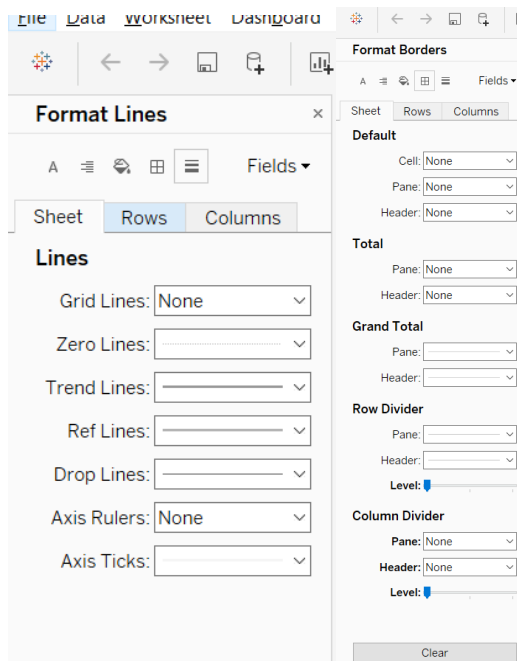 File Data Worksheet Dashboard
Format Lines ×
A Fields
Sheet Rows Columns
Lines
Grid Lines: None
Zero Lines:
Trend Lines:
Ref Lines:
Drop Lines:
Axis Rulers: None
Axis Ticks:
Format Borders
A Fields
Sheet Rows Columns
Default
Cell: None
Pane: None
Header: None
Total
Pane: None
Header: None
Grand Total
Pane:
Header:
Row Divider
Pane:
Header:
Level:
Column Divider
Pane: None
Header: None
Level:
Clear